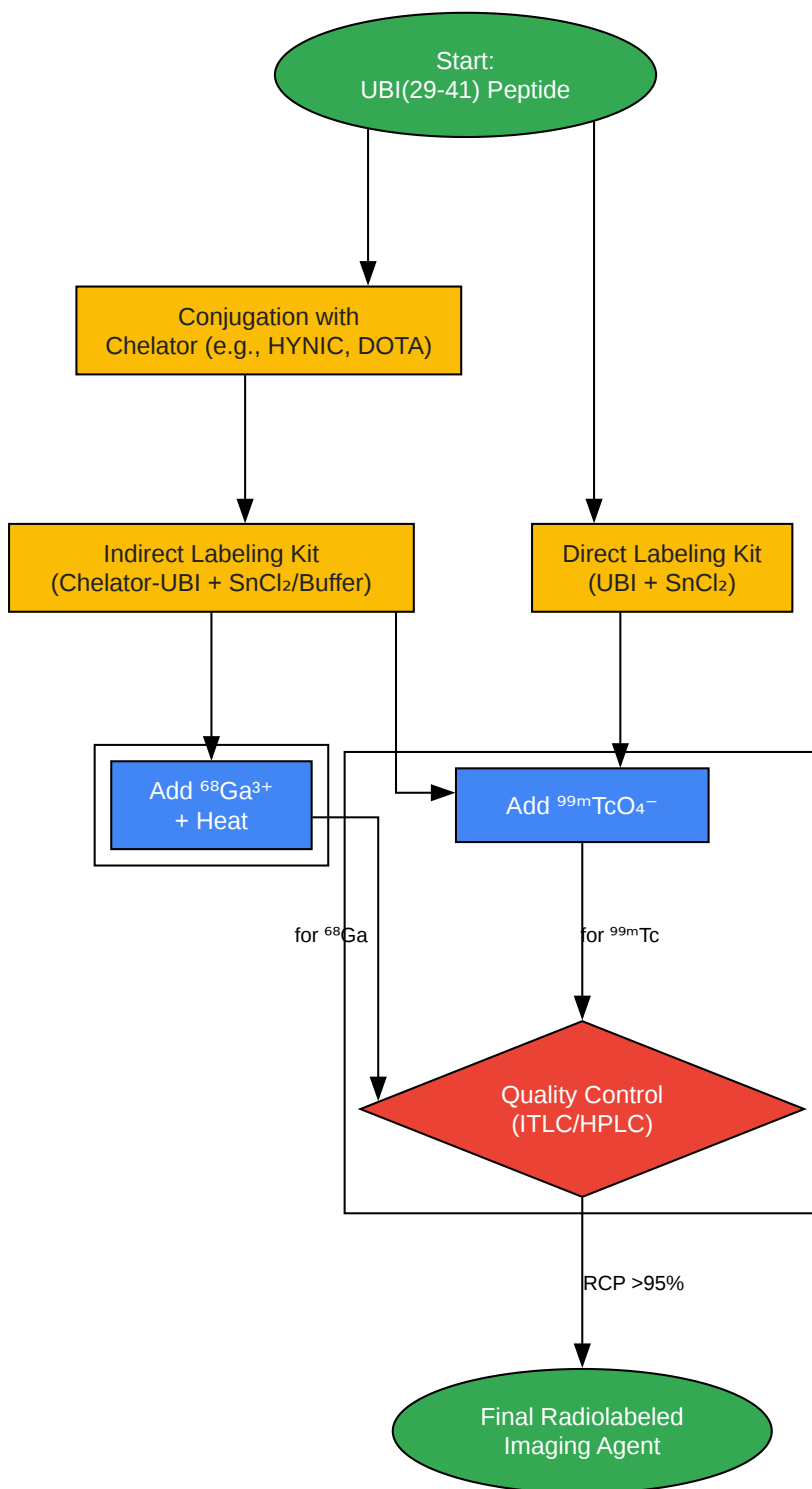 Start:
UBI(29-41) Peptide
Conjugation with
Chelator (e.g., HYNIC, DOTA)
Indirect Labeling Kit
(Chelator-UBI + SnCl₂/Buffer)
Direct Labeling Kit
(UBI + SnCl₂)
Add ⁶⁸Ga³⁺
+ Heat
Add ⁹⁹ᵐTcO₄⁻
for ⁶⁸Ga
for ⁹⁹ᵐTc
Quality Control
(ITLC/HPLC)
RCP >95%
Final Radiolabeled
Imaging Agent